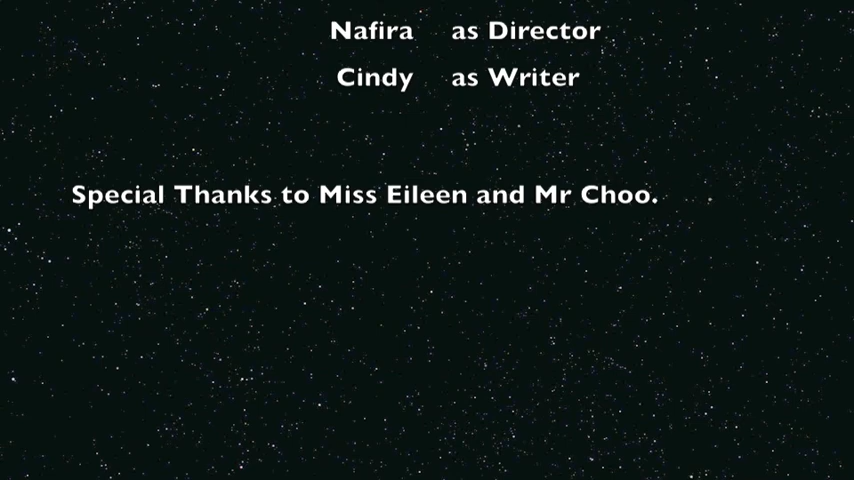 Nafira as Director
Cindy as Writer
Special Thanks to Miss Eileen and Mr Choo.